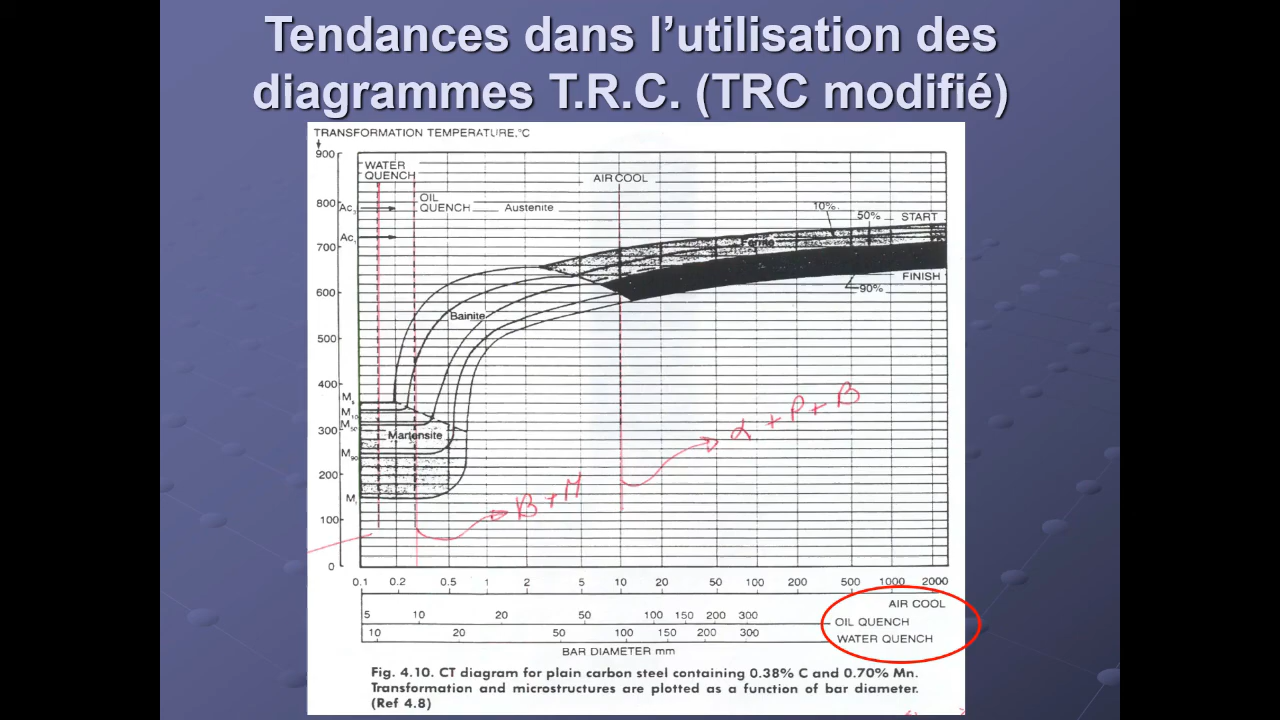 Tendances dans l'utilisation des
diagrammes T.R.C. (TRC modifié)
TRANSFORMATION TEMPERATURE,°C
900
WATER
QUENCH
AIR COOL
OIL
QUENCH
Austenite
800
Ac₃
10%
50%
START
Ac₁
700
Ferrite
FINISH
90%
600
Bainite
500
400
Mₛ
M₁₀
M₅₀
300
Martensite
M₉₀
200
M
100
0
α + P + B
B + M
0.1 0.2 0.5 1 2 5 10 20 50 100 200 500 1000 2000
AIR COOL
5 10 20 50 100 150 200 300
OIL QUENCH
10 20 50 100 150 200 300
WATER QUENCH
BAR DIAMETER mm
Fig. 4.10. CT diagram for plain carbon steel containing 0.38% C and 0.70% Mn.
Transformation and microstructures are plotted as a function of bar diameter.
(Ref 4.8)